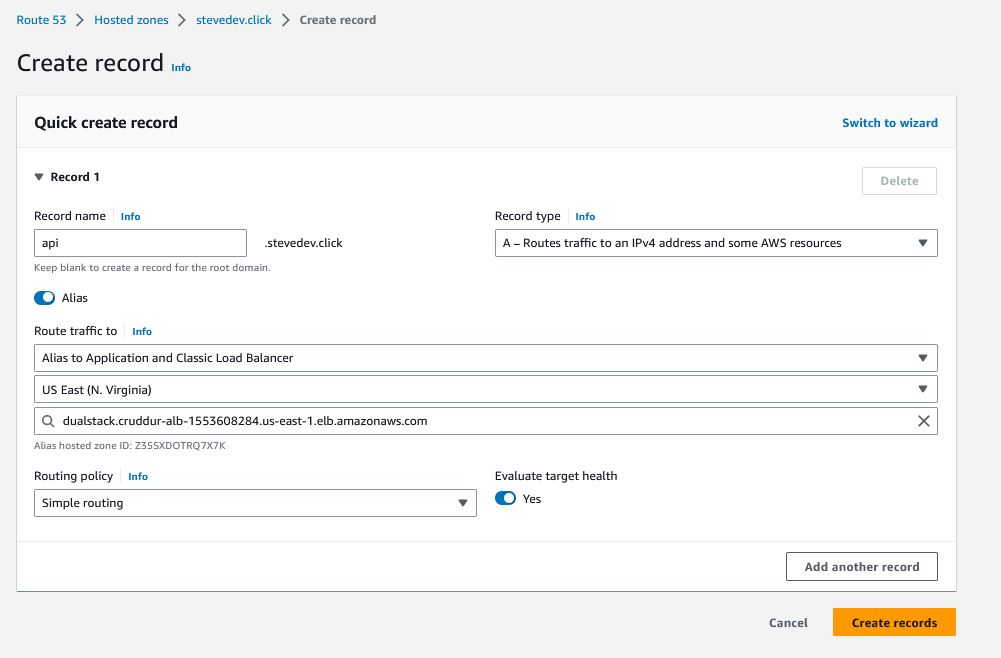 Route 53 > Hosted zones > stevedev.click > Create record
Create record Info
Quick create record Switch to wizard
Record 1 Delete
Record name Info Record type Info
api .stevedev.click A – Routes traffic to an IPv4 address and some AWS resources
Keep blank to create a record for the root domain.
Alias
Route traffic to Info
Alias to Application and Classic Load Balancer
US East (N. Virginia)
dualstack.cruddur-alb-1553608284.us-east-1.elb.amazonaws.com
Alias hosted zone ID: Z35SXDOTRQ7X7K
Routing policy Info Evaluate target health
Simple routing Yes
Add another record
Cancel Create records